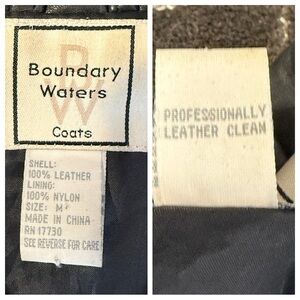 BW
Boundary
Waters
Coats
SHELL:
100% LEATHER
LINING:
100% NYLON
SIZE: M
MADE IN CHINA
RN 17730
SEE REVERSE FOR CARE
PROFESSIONALLY
LEATHER CLEAN